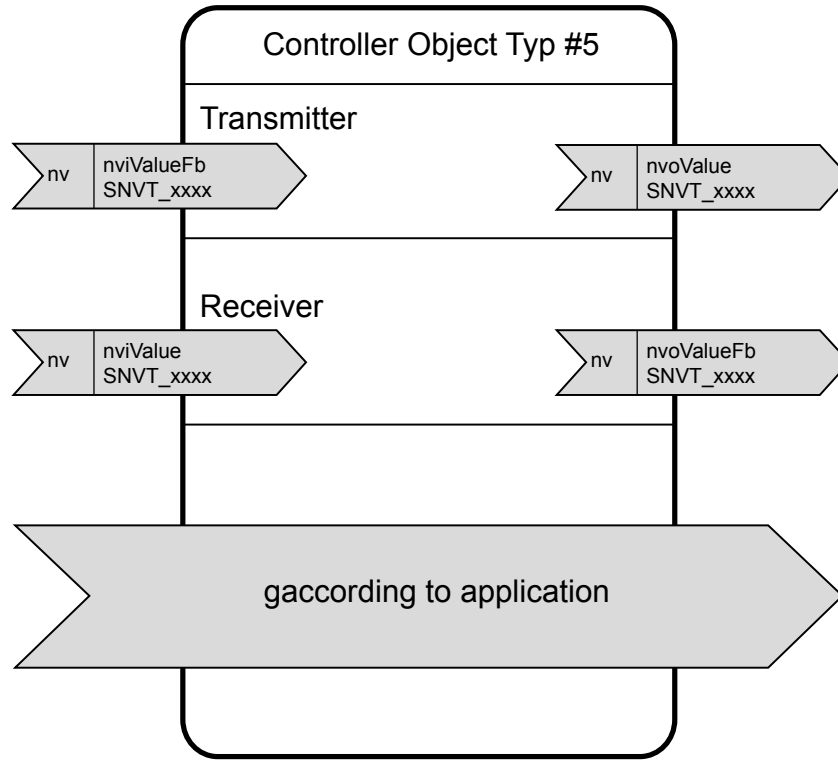 Controller Object Typ #5
Transmitter
nv
nviValueFb
SNVT_xxxx
nv
nvoValue
SNVT_xxxx
Receiver
nv
nviValue
SNVT_xxxx
nv
nvoValueFb
SNVT_xxxx
gaccording to application